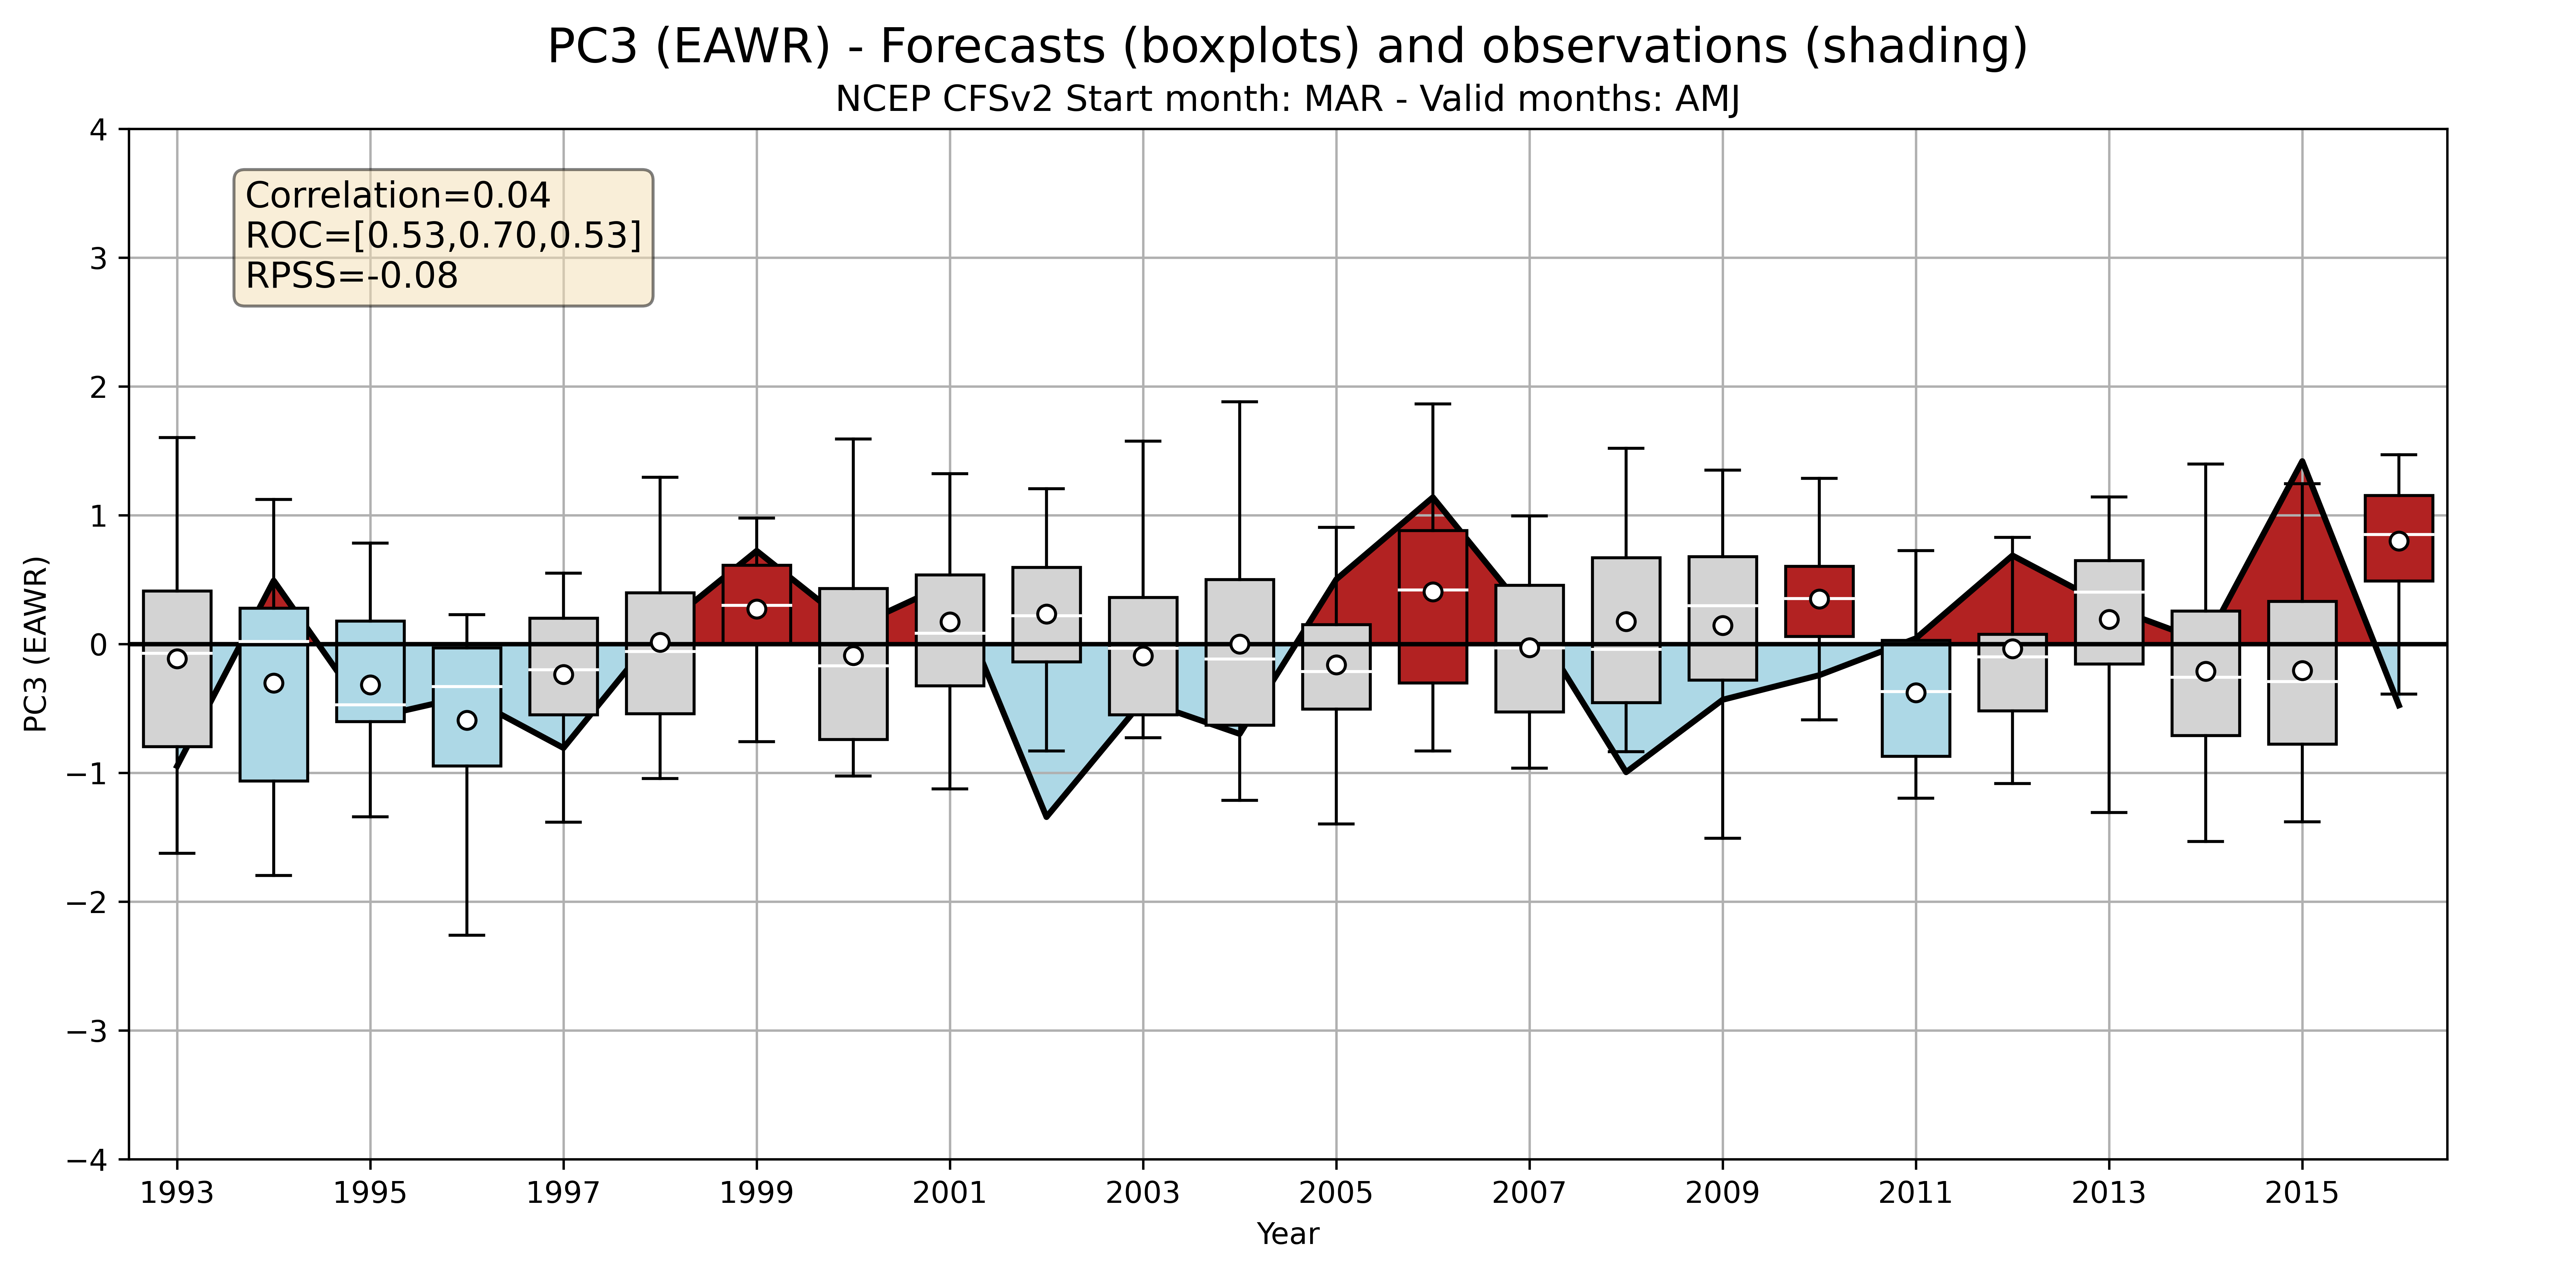 PC3 (EAWR) - Forecasts (boxplots) and observations (shading)
NCEP CFSv2 Start month: MAR - Valid months: AMJ
Correlation=0.04
ROC=[0.53,0.70,0.53]
RPSS=-0.08
PC3 (EAWR)
4
3
2
1
0
−1
−2
−3
−4
1993 1995 1997 1999 2001 2003 2005 2007 2009 2011 2013 2015
Year